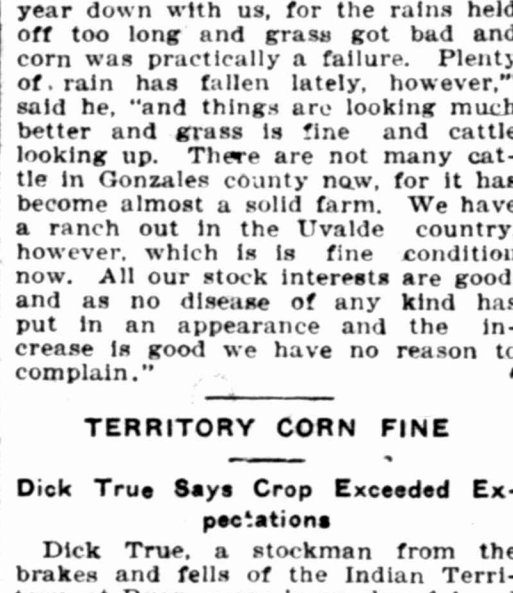 year down with us, for the rains held
off too long and grass got bad and
corn was practically a failure. Plenty
of rain has fallen lately, however,"
said he, "and things are looking much
better and grass is fine and cattle
looking up. There are not many cat-
tle in Gonzales county now, for it has
become almost a solid farm. We have
a ranch out in the Uvalde country
however, which is is fine condition
now. All our stock interests are good
and as no disease of any kind has
put in an appearance and the in-
crease is good we have no reason to
complain."
TERRITORY CORN FINE
Dick True Says Crop Exceeded Ex-
pectations
Dick True, a stockman from the
brakes and fells of the Indian Terri-